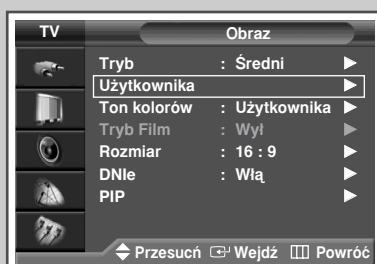 TV Obraz
Tryb : Średni
Użytkownika
Ton kolorów : Użytkownika
Tryb Film : Wył
Rozmiar : 16 : 9
DNIe : Włą
PIP
Przesucń Wejdź Powróć